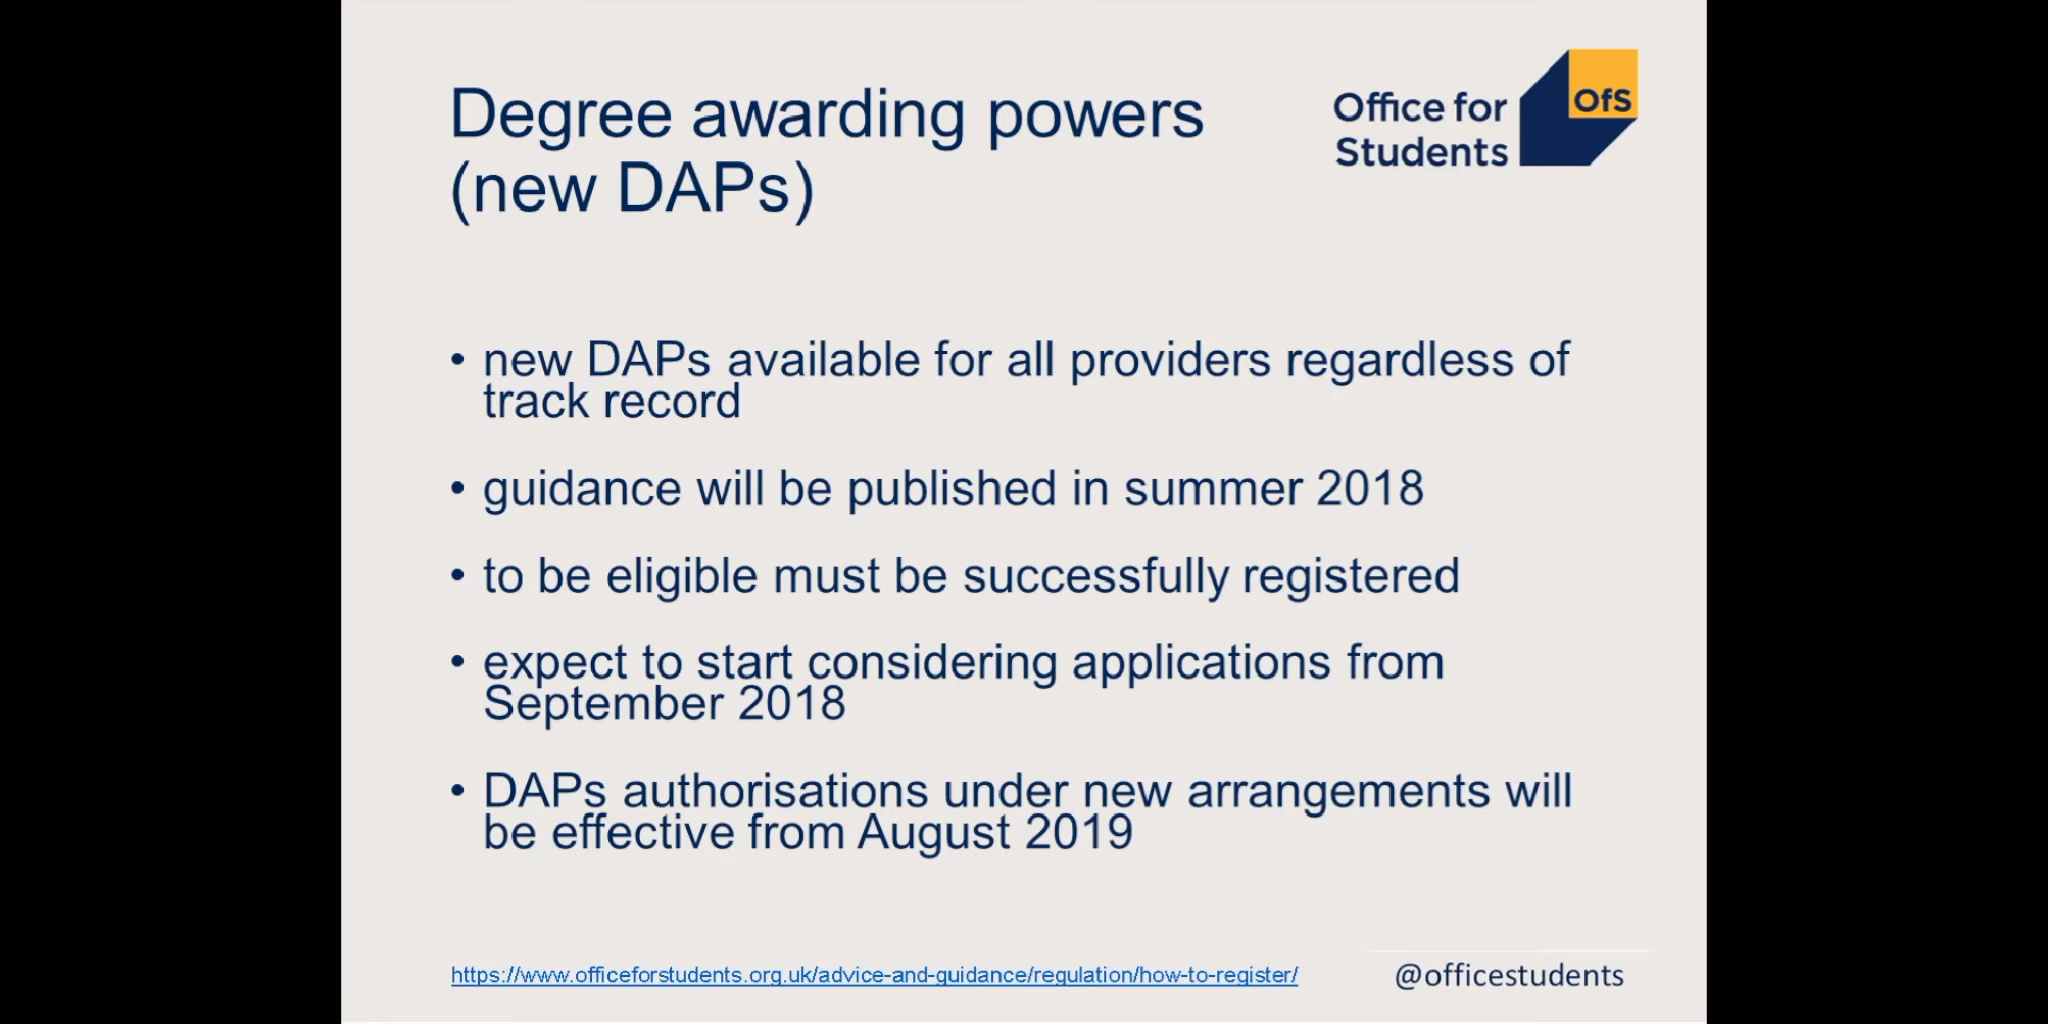 Degree awarding powers
(new DAPs)
Office for
Students
OfS
• new DAPs available for all providers regardless of
track record
• guidance will be published in summer 2018
• to be eligible must be successfully registered
• expect to start considering applications from
September 2018
• DAPs authorisations under new arrangements will
be effective from August 2019
https://www.officeforstudents.org.uk/advice-and-guidance/regulation/how-to-register/
@officestudents